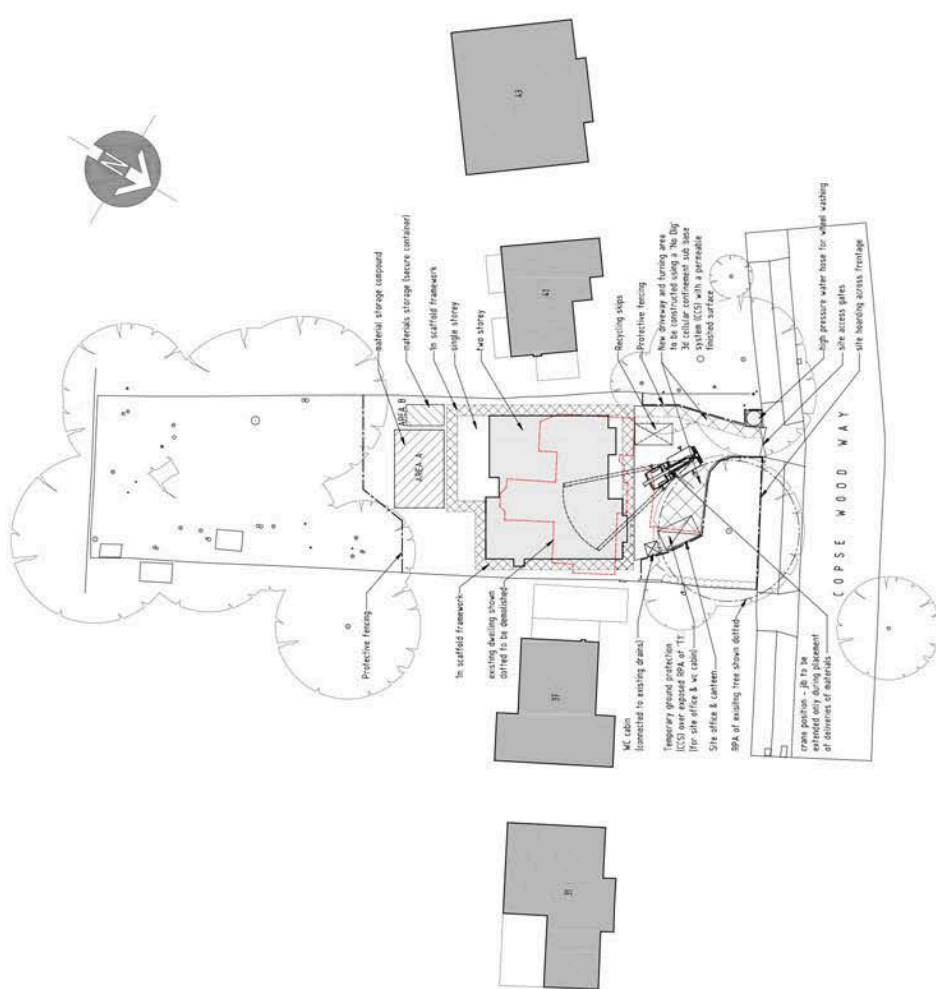 N
43
41
material storage compound
materials storage (secure container)
1m scaffold framework
single storey
two storey
AREA B
AREA A
Recycling skips
Protective fencing
New driveway and turning area
to be constructed using a 'No Dig'
3d cellular confinement sub base
system (CCS) with a permeable
finished surface
high pressure water hose for wheel washing
site access gates
site hoarding across frontage
COPSE WOOD WAY
Protective fencing
1m scaffold framework
existing dwelling shown
dotted to be demolished
WC cabin
(connected to existing drains)
Temporary ground protection
(CCS) over exposed RPA of 'T1'
(for site office & wc cabin)
Site office & canteen
RPA of exisitng tree shown dotted
crane position - jib to be
extended only during placement
of deliveries of materials
37